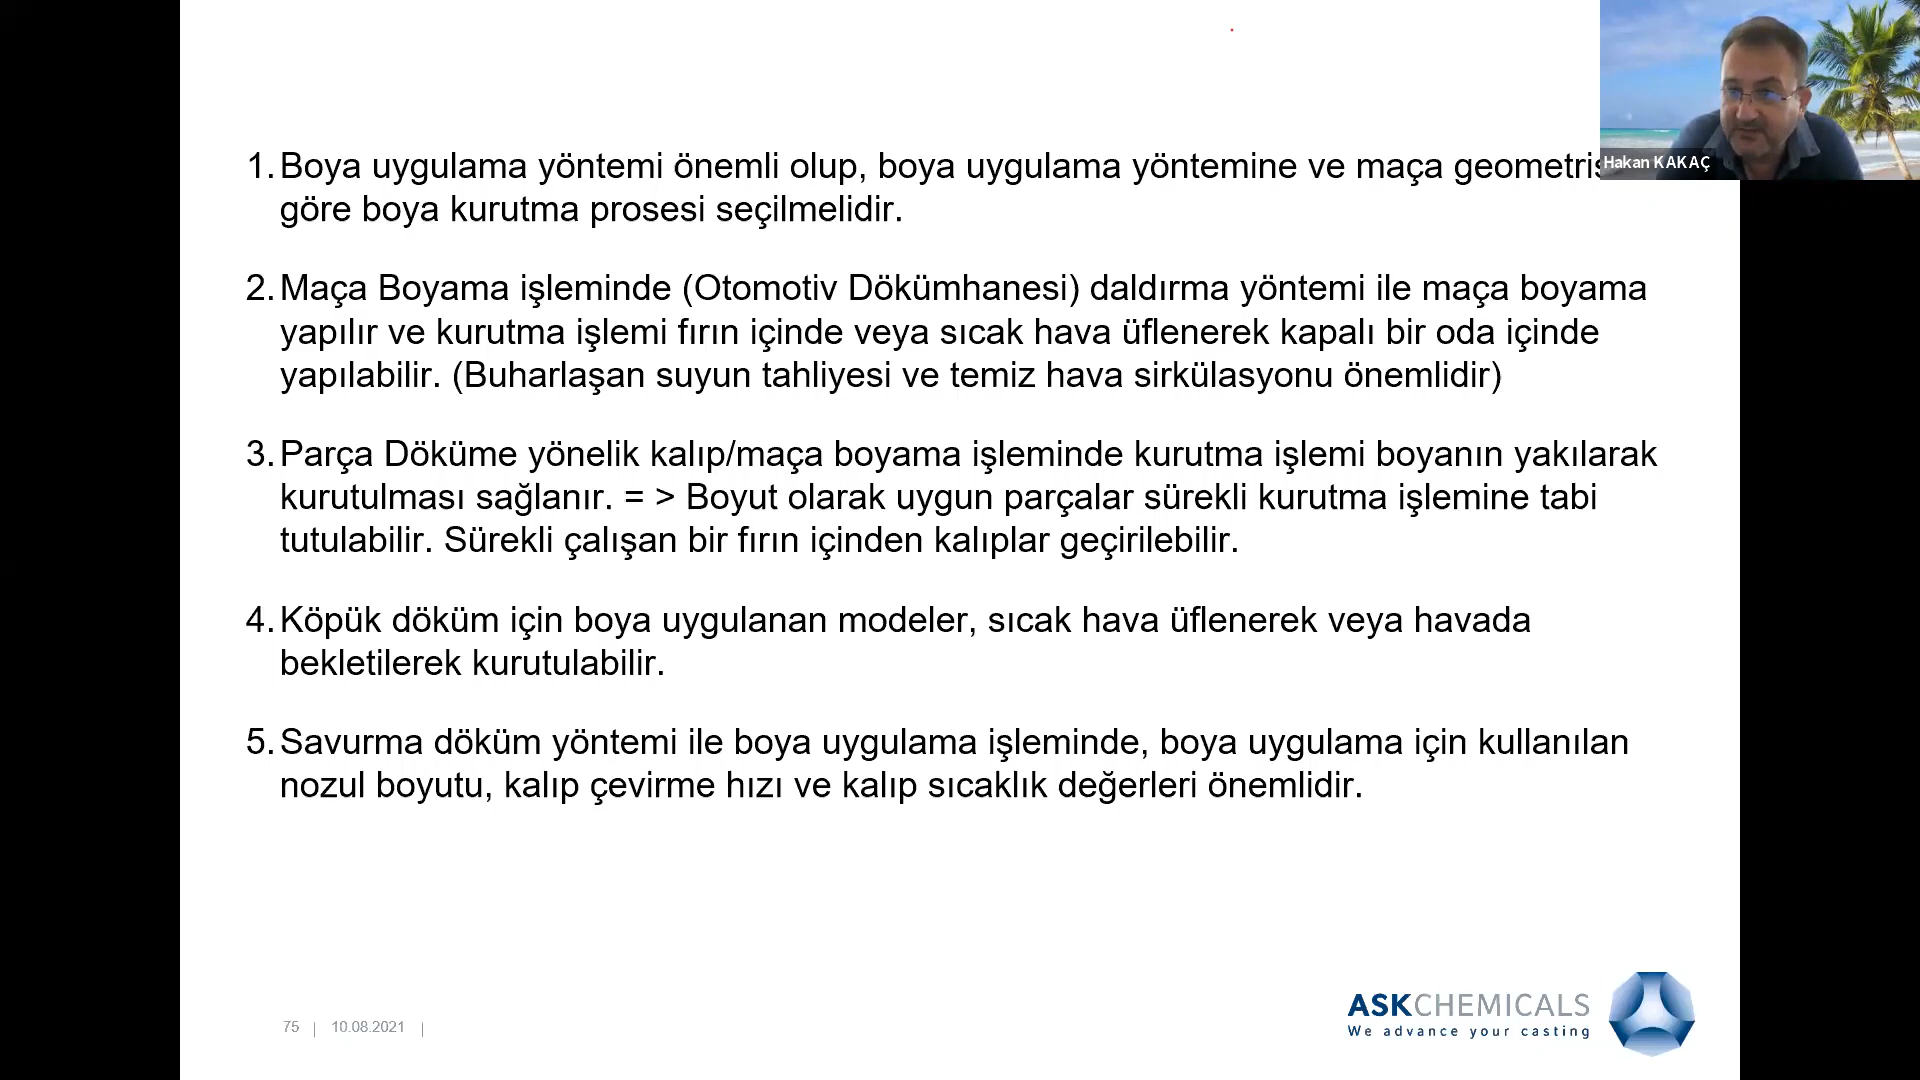 1. Boya uygulama yöntemi önemli olup, boya uygulama yöntemine ve maça
göre boya kurutma prosesi seçilmelidir.
2. Maça Boyama işleminde (Otomotiv Dökümhanesi) daldırma yöntemi ile maça boyama
yapılır ve kurutma işlemi fırın içinde veya sıcak hava üflenerek kapalı bir oda içinde
yapılabilir. (Buharlaşan suyun tahliyesi ve temiz hava sirkülasyonu önemlidir)
3. Parça Döküme yönelik kalıp/maça boyama işleminde kurutma işlemi boyanın yakılarak
kurutulması sağlanır. = > Boyut olarak uygun parçalar sürekli kurutma işlemine tabi
tutulabilir. Sürekli çalışan bir fırın içinden kalıplar geçirilebilir.
4. Köpük döküm için boya uygulanan modeler, sıcak hava üflenerek veya havada
bekletilerek kurutulabilir.
5. Savurma döküm yöntemi ile boya uygulama işleminde, boya uygulama için kullanılan
nozul boyutu, kalıp çevirme hızı ve kalıp sıcaklık değerleri önemlidir.
Hakan KAKAÇ
75 | 10.08.2021 |
ASKCHEMICALS
We advance your casting